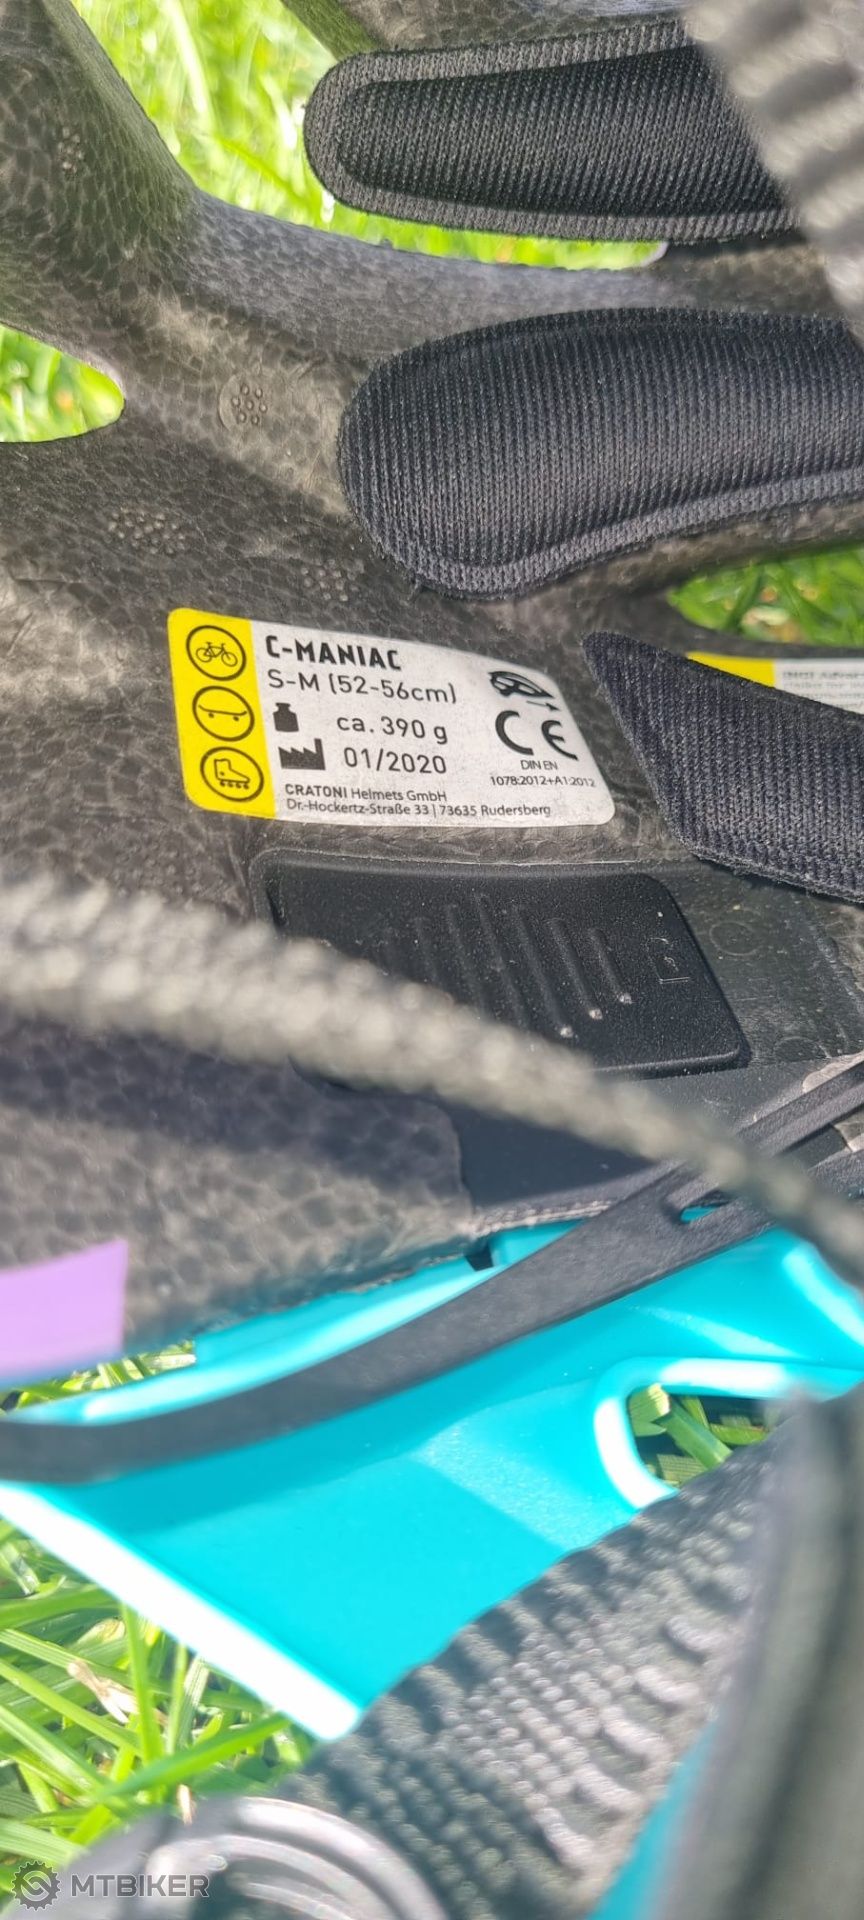 C-MANIAC
S-M (52-56cm)
ca. 390 g
01/2020
CE
DIN EN
1078:2012+A1:2012
CRATONI Helmets GmbH
Dr.-Hockertz-Straße 33 | 73635 Rudersberg
MTBIKER